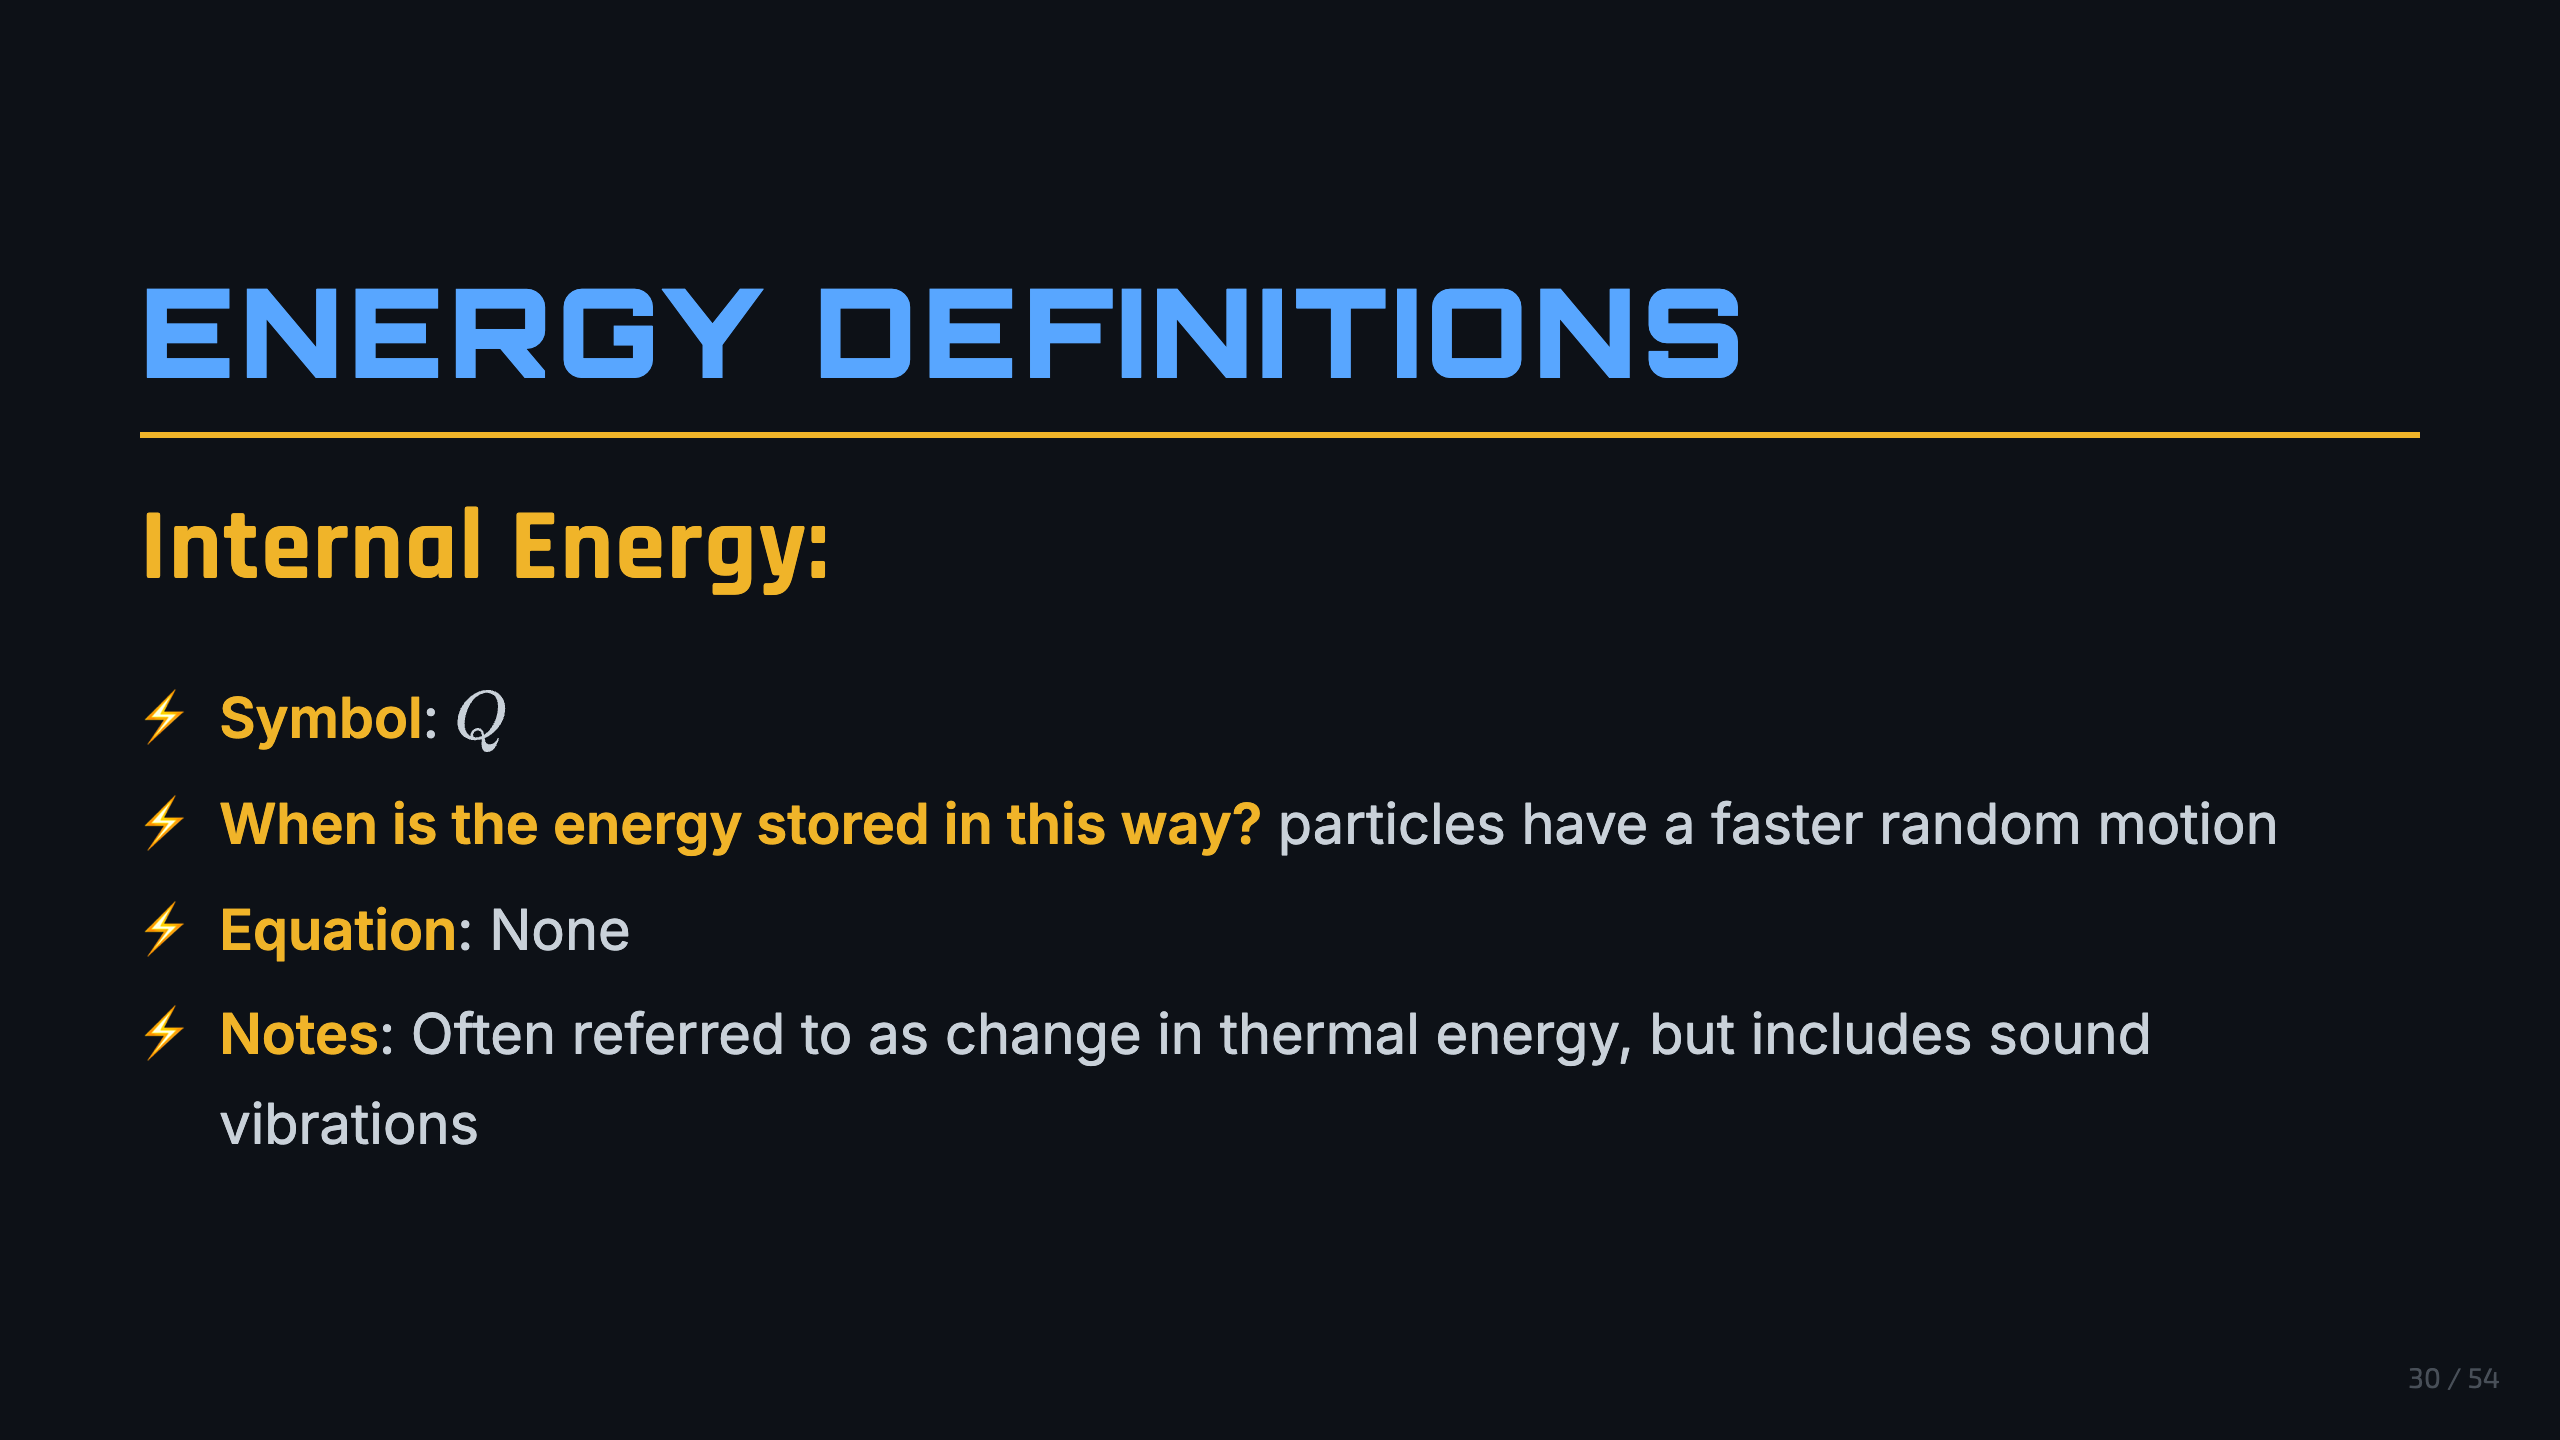 ENERGY DEFINITIONS
Internal Energy:
⚡ Symbol: Q
⚡ When is the energy stored in this way? particles have a faster random motion
⚡ Equation: None
⚡ Notes: Often referred to as change in thermal energy, but includes sound
vibrations
30 / 54